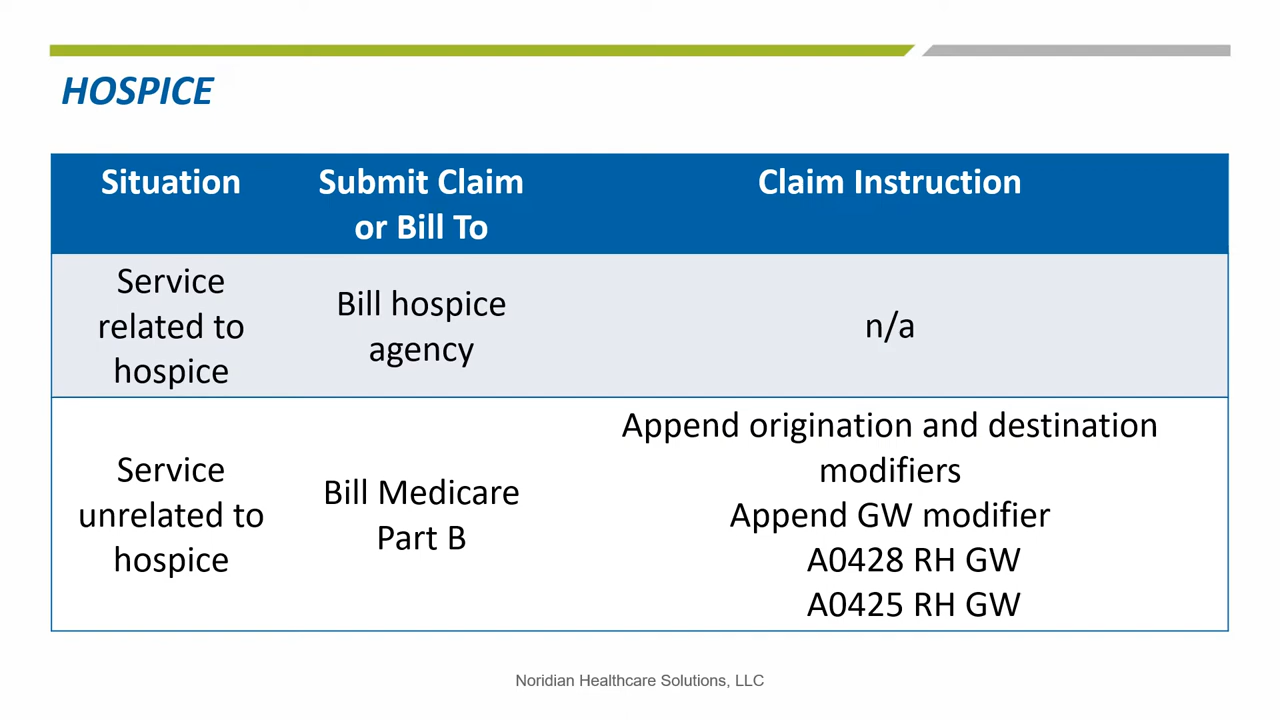 HOSPICE
Situation
Submit Claim
or Bill To
Claim Instruction
Service
related to
hospice
Bill hospice
agency
n/a
Service
unrelated to
hospice
Bill Medicare
Part B
Append origination and destination
modifiers
Append GW modifier
A0428 RH GW
A0425 RH GW
Noridian Healthcare Solutions, LLC